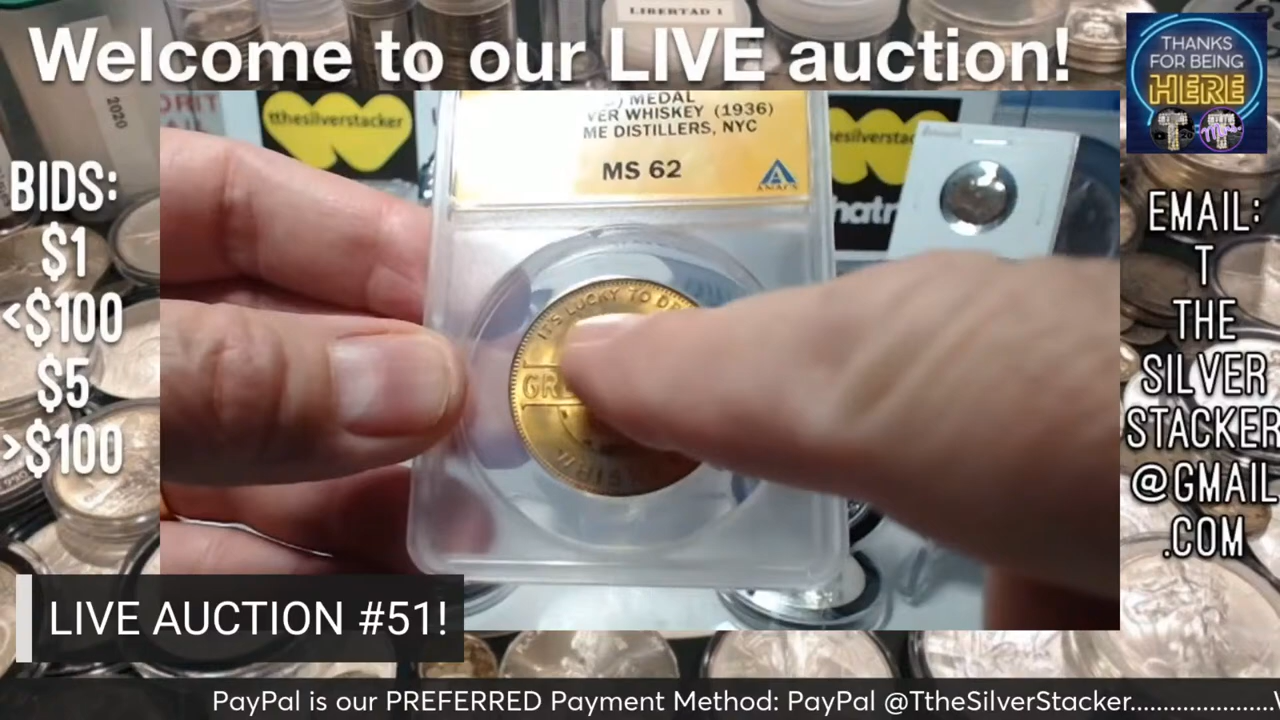 LIBERTAD 1
Welcome to our LIVE auction!
THANKS
FOR BEING
HERE
2020
tthesilverstacker
MEDAL
WHISKEY (1936)
DISTILLERS, NYC
MS 62
ANACS
BIDS:
$1
<$100
$5
>$100
EMAIL:
T
THE
SILVER
STACKER
@GMAIL
.COM
IT'S LUCKY TO
LIVE AUCTION #51!
PayPal is our PREFERRED Payment Method: PayPal @TtheSilverStacker......................